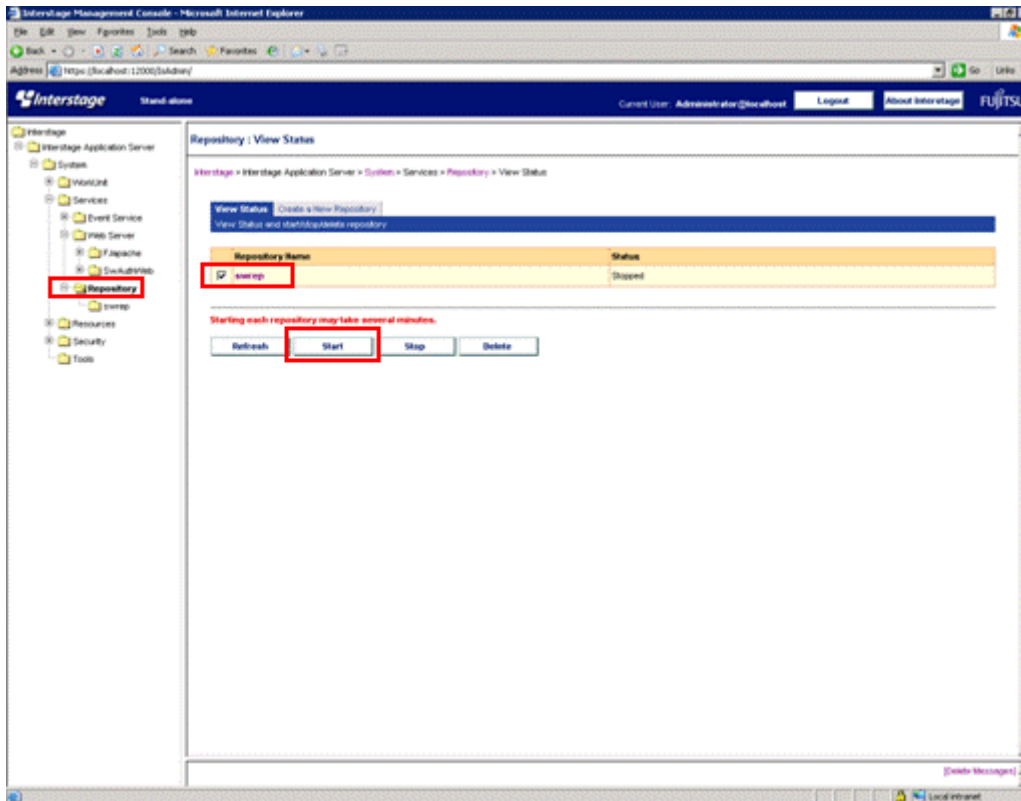 Interstage Management Console - Microsoft Internet Explorer
File Edit View Favorites Tools Help
Back Search Favorites
Address https://localhost:12000/IsAdmin/ Go Links
Interstage Stand-alone Current User: Administrator@localhost Logout About Interstage FUJITSU
Interstage
Interstage Application Server
System
WorkUnit
Services
Event Service
Web Server
FJapache
SwAuthWeb
Repository
swrep
Resources
Security
Tools
Repository : View Status
Interstage > Interstage Application Server > System > Services > Repository > View Status
View Status Create a New Repository
View Status and start/stop/delete repository
Repository Name Status
swrep Stopped
Starting each repository may take several minutes.
Refresh Start Stop Delete
[Delete Messages]
Local intranet